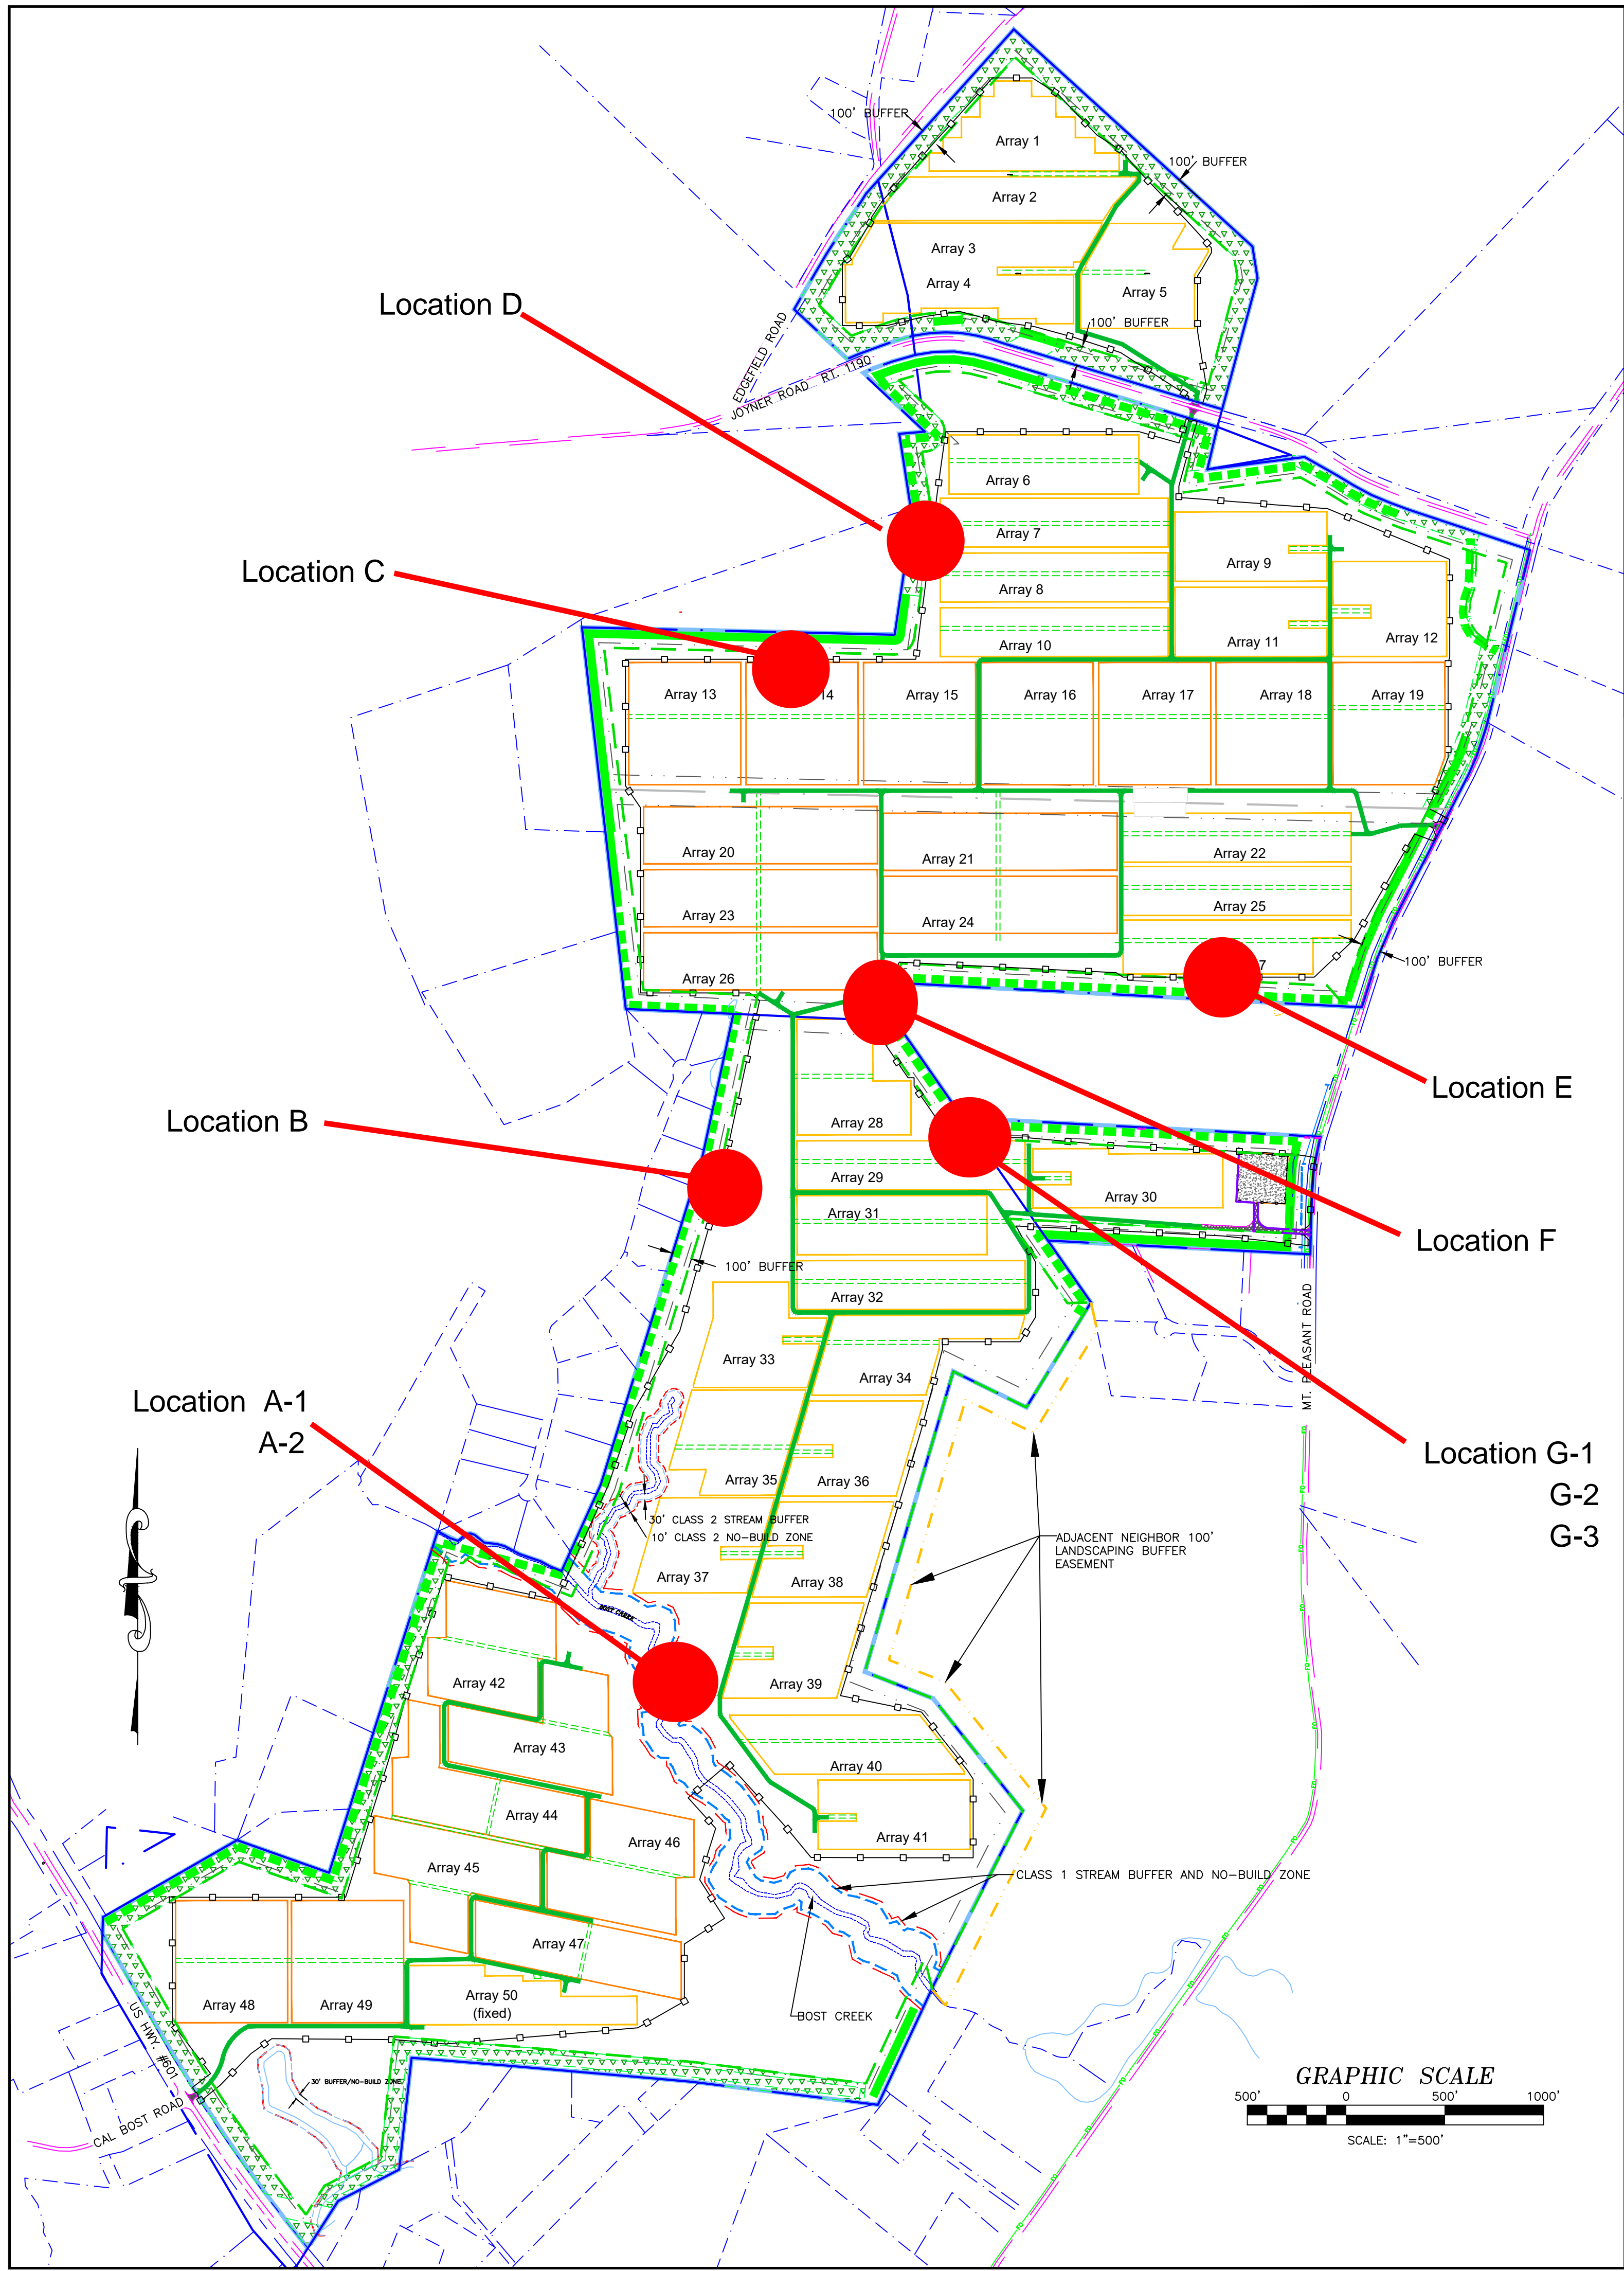 100' BUFFER
Array 1
100' BUFFER
Array 2
Array 3
Array 4
Array 5
Location D
100' BUFFER
EDGEFIELD ROAD
JOYNER ROAD RT. 1190
Array 6
Array 7
Location C
Array 9
Array 8
Array 10
Array 11
Array 12
Array 13
14
Array 15
Array 16
Array 17
Array 18
Array 19
Array 20
Array 21
Array 22
Array 23
Array 24
Array 25
Array 26
7
100' BUFFER
Location E
Location B
Array 28
Array 29
Array 30
Array 31
Location F
100' BUFFER
Array 32
MT. PLEASANT ROAD
Array 33
Array 34
Location A-1
A-2
Location G-1
G-2
G-3
Array 35
Array 36
30' CLASS 2 STREAM BUFFER
10' CLASS 2 NO-BUILD ZONE
ADJACENT NEIGHBOR 100'
LANDSCAPING BUFFER
EASEMENT
Array 37
Array 38
BOST CREEK
Array 42
Array 39
Array 43
Array 40
Array 44
Array 46
Array 41
Array 45
CLASS 1 STREAM BUFFER AND NO-BUILD ZONE
Array 47
Array 48
Array 49
Array 50
(fixed)
BOST CREEK
US HWY. #601
30' BUFFER/NO-BUILD ZONE
CAL BOST ROAD
GRAPHIC SCALE
500' 0 500' 1000'
SCALE: 1"=500'